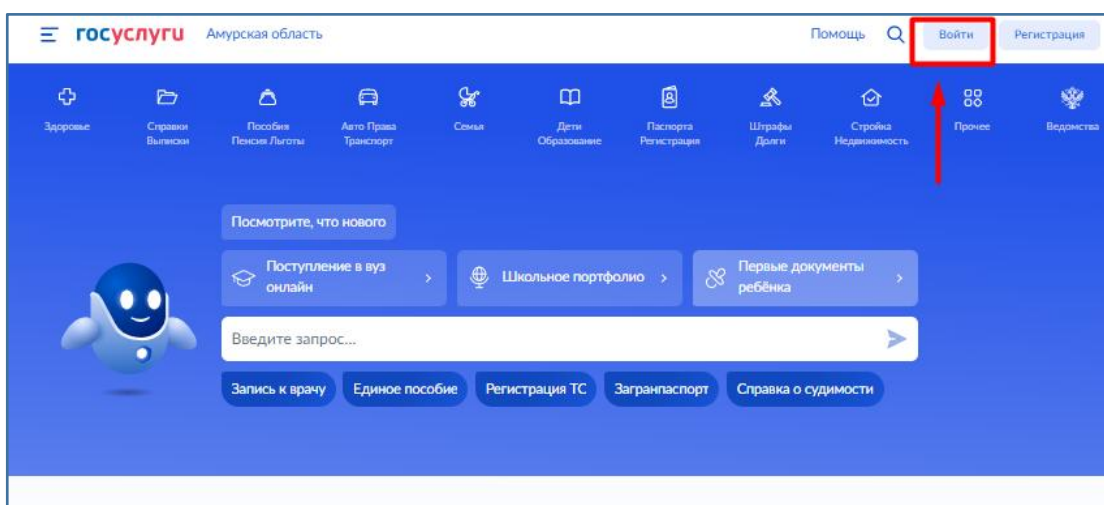 госуслуги Амурская область Помощь Войти Регистрация
Здоровье
Справки
Выписки
Пособия
Пенсия Льготы
Авто Права
Транспорт
Семья
Дети
Образование
Паспорта
Регистрация
Штрафы
Долги
Стройка
Недвижимость
Прочее
Ведомства
Посмотрите, что нового
Поступление в вуз
онлайн
Школьное портфолио
Первые документы
ребёнка
Введите запрос...
Запись к врачу Единое пособие Регистрация ТС Загранпаспорт Справка о судимости